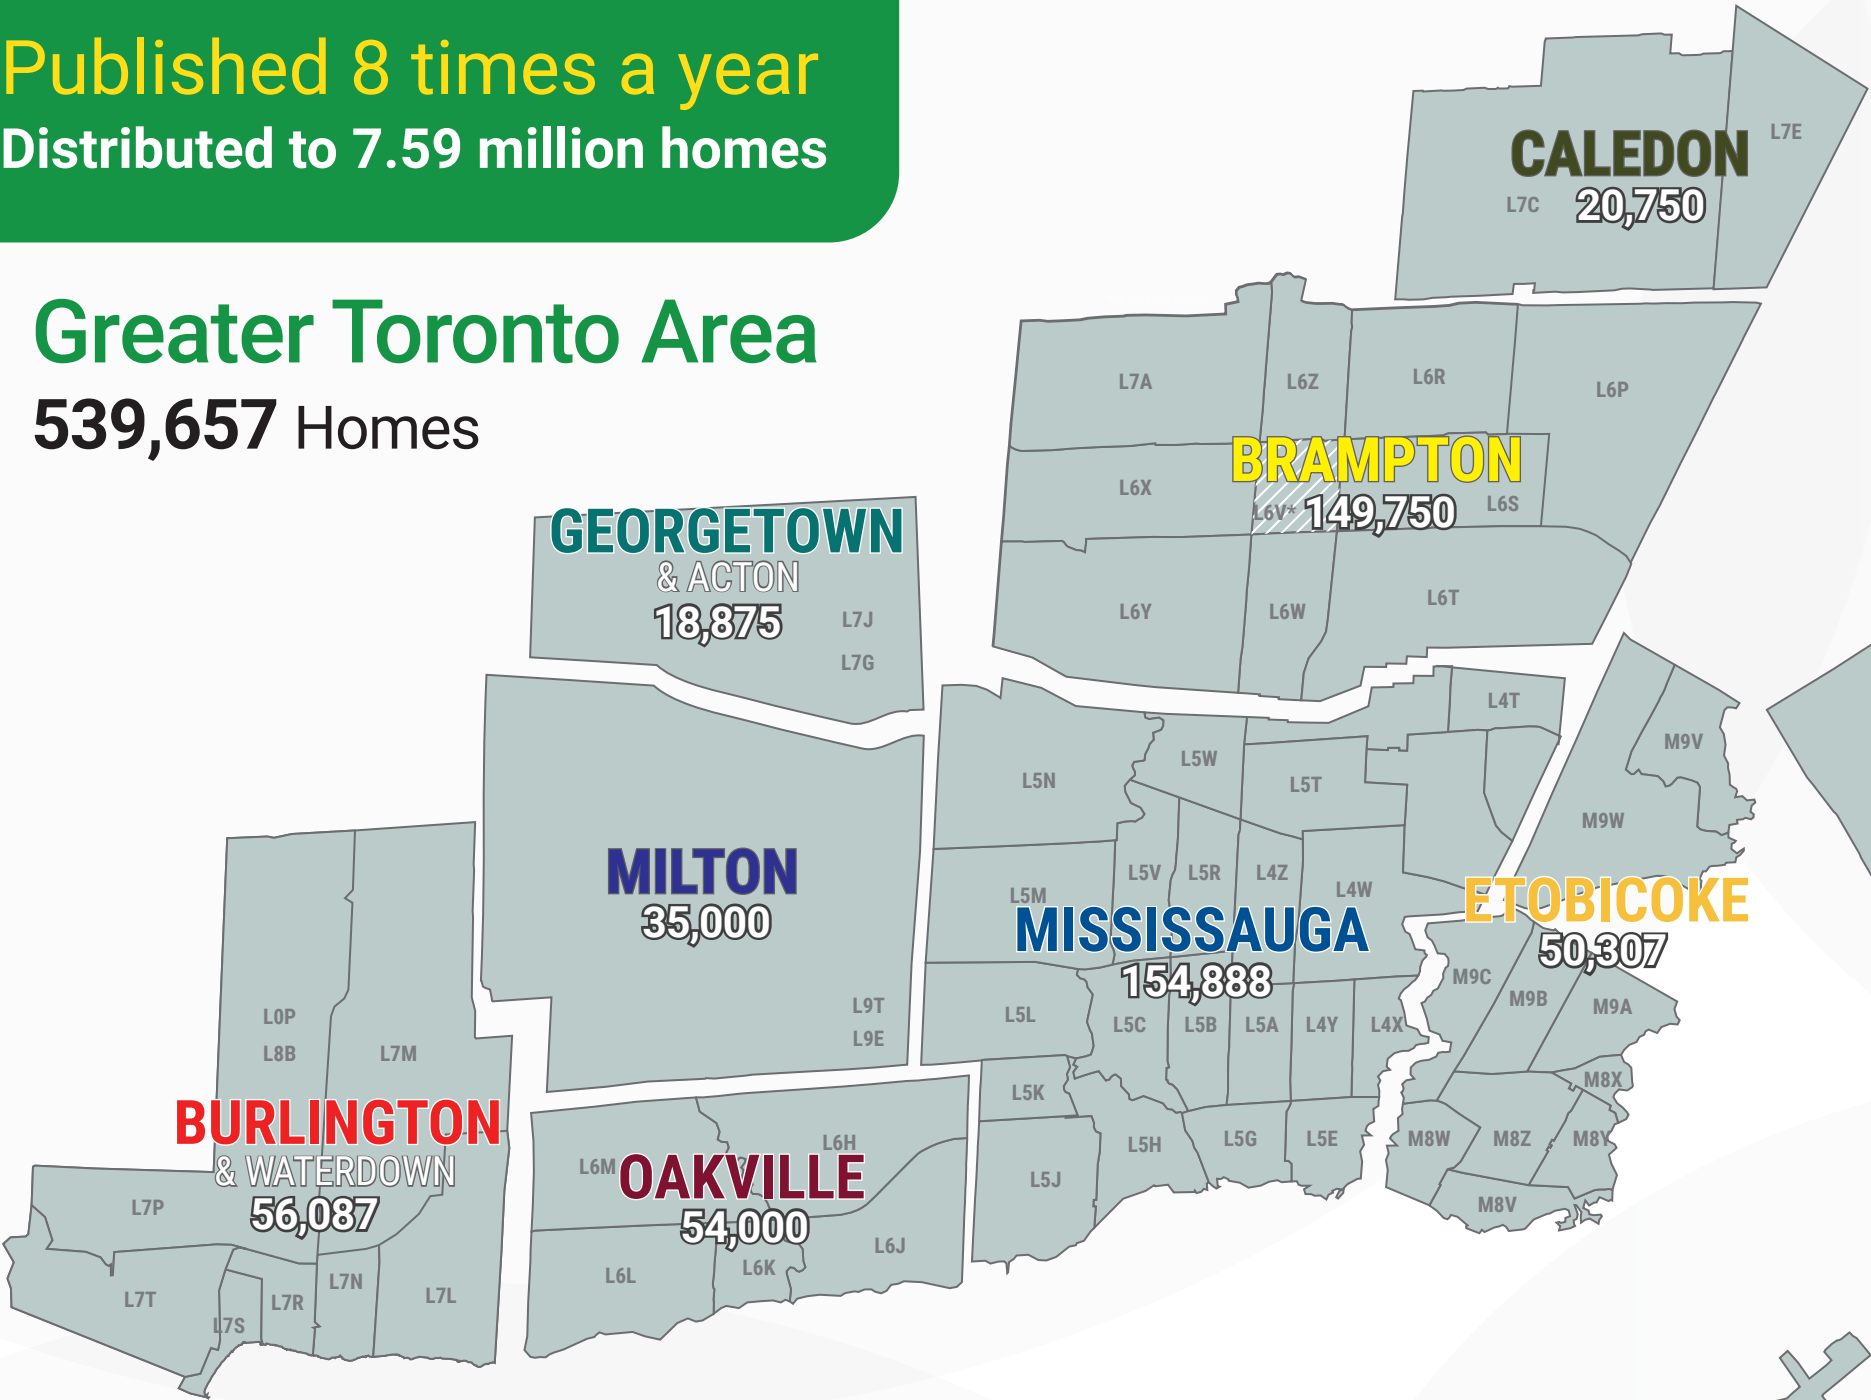 Published 8 times a year
Distributed to 7.59 million homes
Greater Toronto Area
539,657 Homes
CALEDON
20,750
L7E
L7C
L7A
L6Z
L6R
L6P
BRAMPTON
149,750
L6X
L6V*
L6S
L6Y
L6W
L6T
GEORGETOWN
& ACTON
18,875
L7J
L7G
MILTON
35,000
L9T
L9E
L4T
L5N
L5W
L5T
L5V
L5R
L4Z
L4W
L5M
MISSISSAUGA
154,888
L5L
L5C
L5B
L5A
L4Y
L4X
L5K
L5H
L5G
L5E
L5J
M9V
M9W
ETOBICOKE
50,307
M9C
M9B
M9A
M8X
M8W
M8Z
M8Y
M8V
L0P
L8B
L7M
BURLINGTON
& WATERDOWN
56,087
L7P
L7T
L7S
L7R
L7N
L7L
L6H
L6M
OAKVILLE
54,000
L6J
L6L
L6K